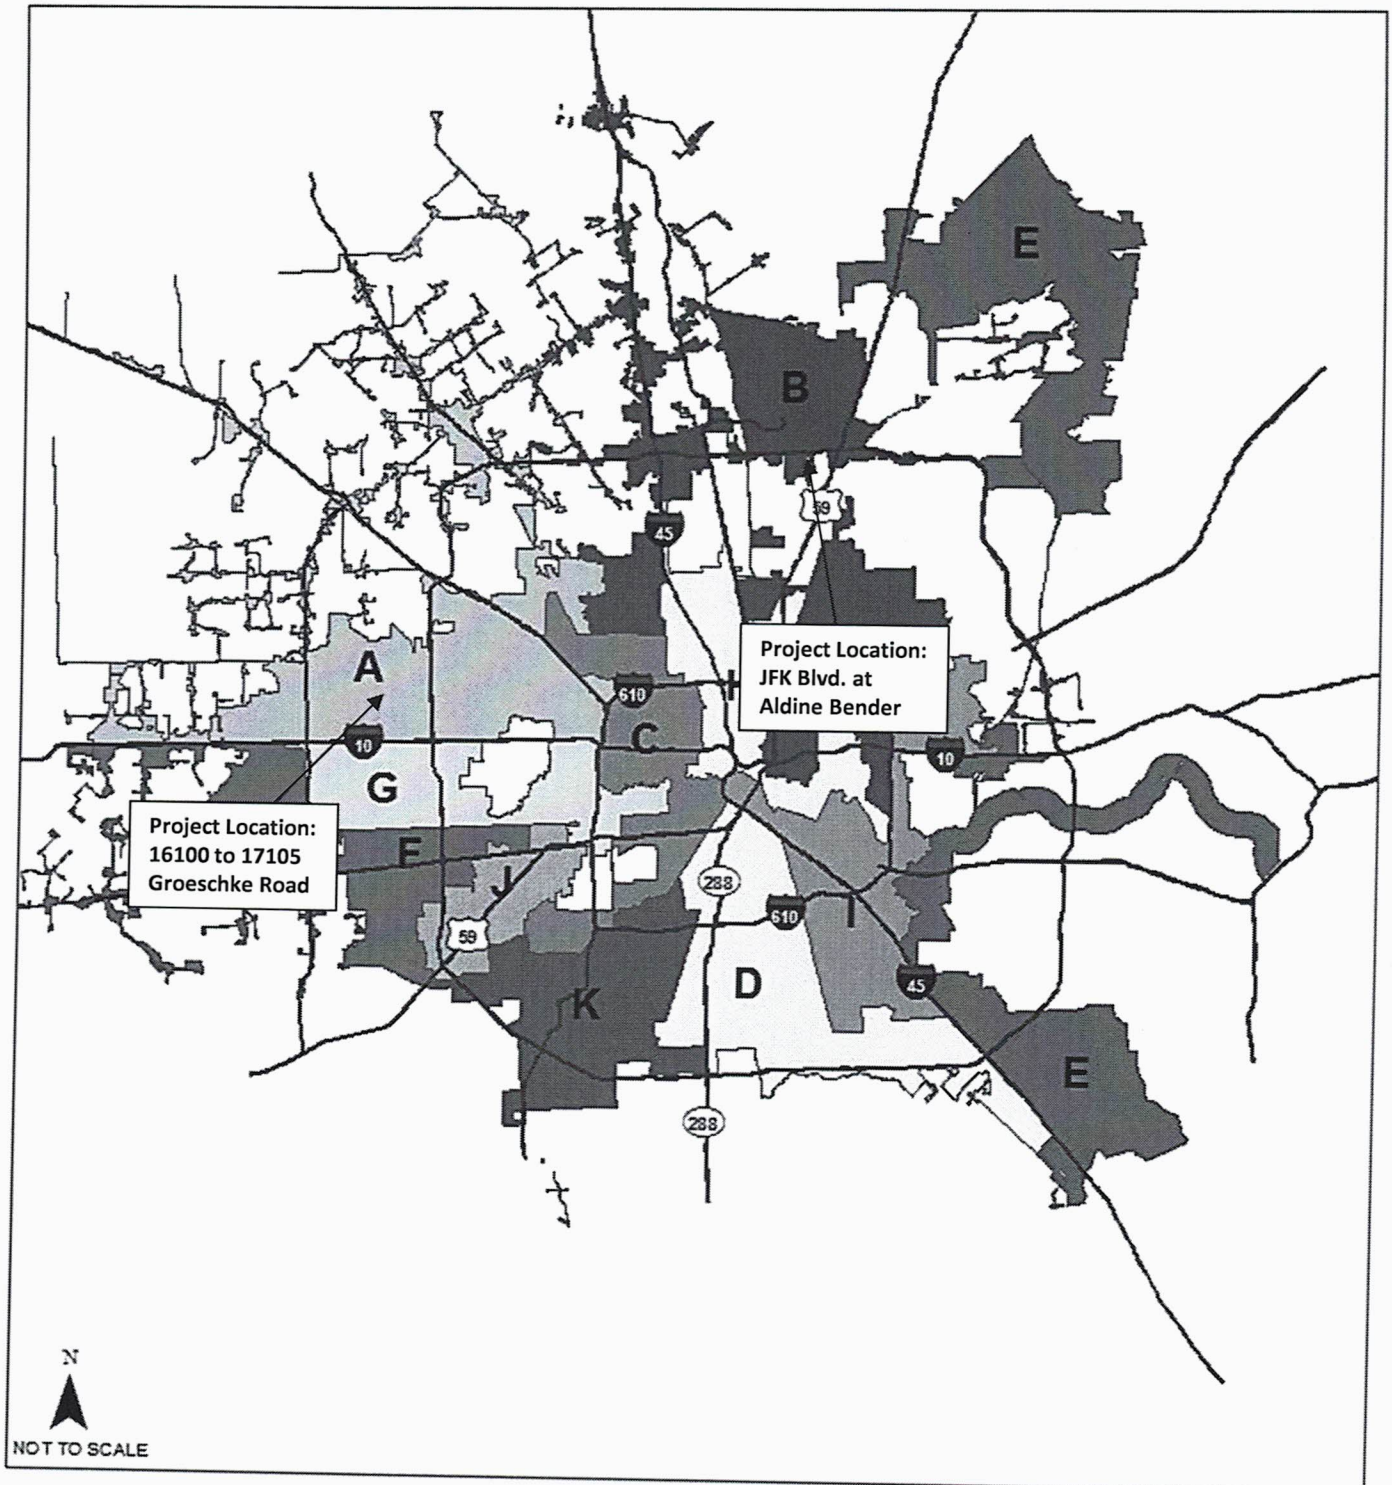 E
B
59
45
A
Project Location:
JFK Blvd. at
Aldine Bender
610
C
10
10
G
Project Location:
16100 to 17105
Groeschke Road
F
J
288
59
610
I
45
D
K
E
288
N
NOT TO SCALE